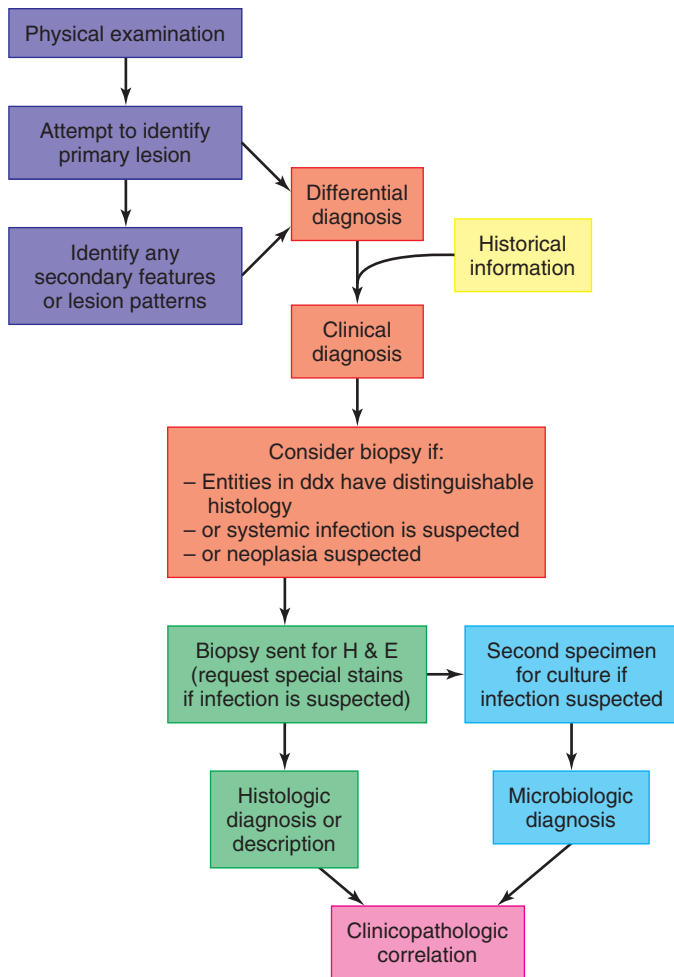 Physical examination
Attempt to identify
primary lesion
Identify any
secondary features
or lesion patterns
Differential
diagnosis
Historical
information
Clinical
diagnosis
Consider biopsy if:
– Entities in ddx have distinguishable
histology
– or systemic infection is suspected
– or neoplasia suspected
Biopsy sent for H & E
(request special stains
if infection is suspected)
Second specimen
for culture if
infection suspected
Histologic
diagnosis or
description
Microbiologic
diagnosis
Clinicopathologic
correlation